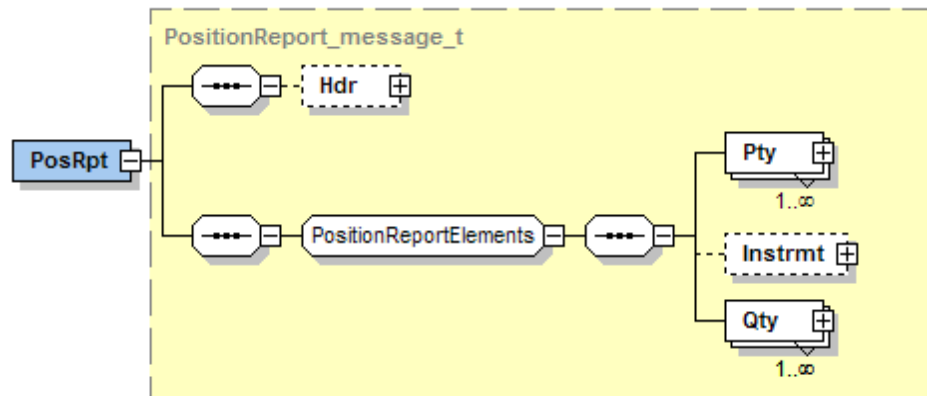 PositionReport_message_t
Hdr
PosRpt
Pty
1..∞
PositionReportElements
Instrmt
Qty
1..∞